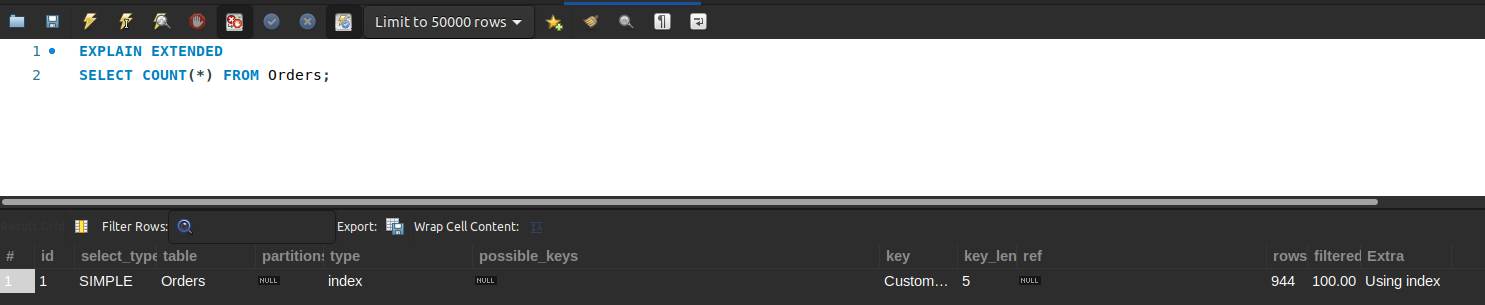 Limit to 50000 rows
1 EXPLAIN EXTENDED
2 SELECT COUNT(*) FROM Orders;
Result Grid Filter Rows: Export: Wrap Cell Content:
# id select_type table partitions type possible_keys key key_len ref rows filtered Extra
1 1 SIMPLE Orders NULL index NULL Custom... 5 NULL 944 100.00 Using index